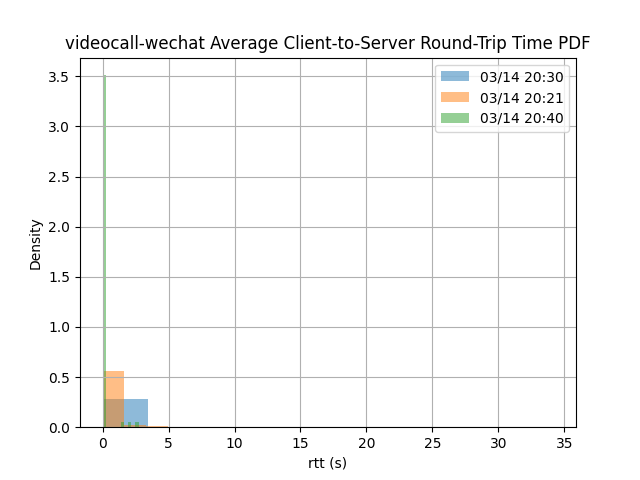 videocall-wechat Average Client-to-Server Round-Trip Time PDF
03/14 20:30
03/14 20:21
03/14 20:40
Density
3.5
3.0
2.5
2.0
1.5
1.0
0.5
0.0
0 5 10 15 20 25 30 35
rtt (s)